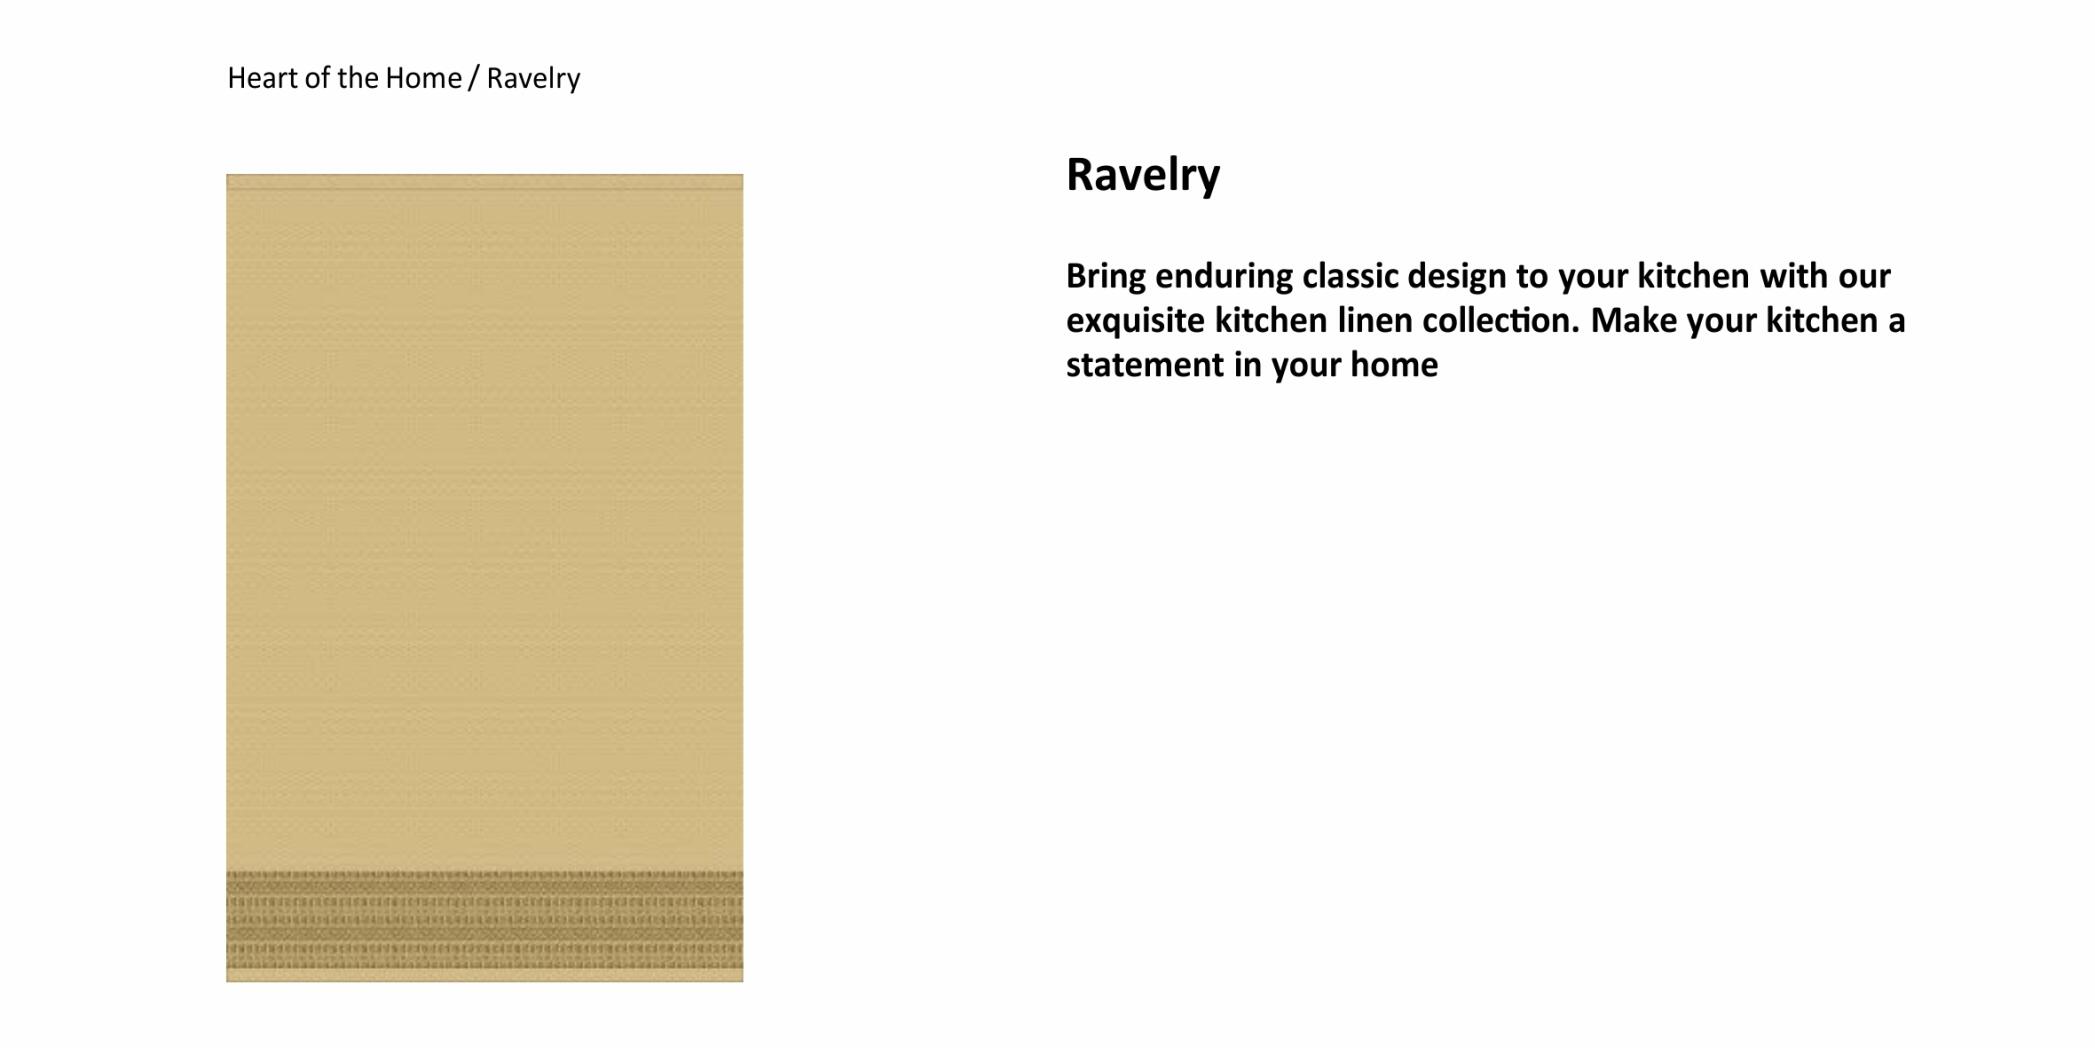 Heart of the Home / Ravelry
Ravelry
Bring enduring classic design to your kitchen with our
exquisite kitchen linen collection. Make your kitchen a
statement in your home